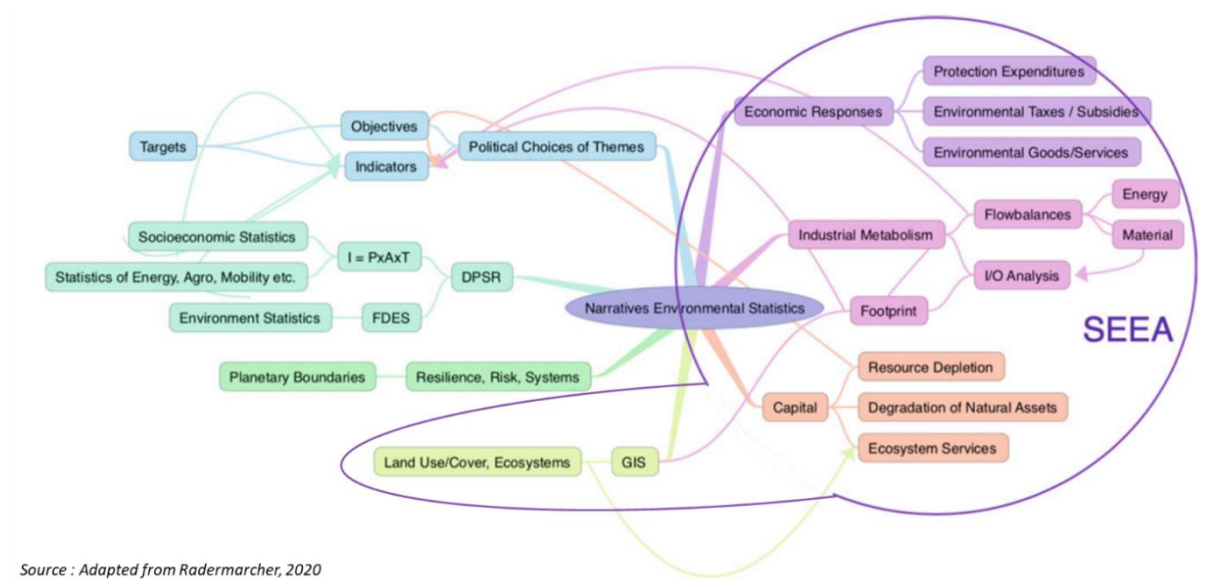 Protection Expenditures
Economic Responses
Environmental Taxes / Subsidies
Environmental Goods/Services
Objectives
Targets
Political Choices of Themes
Indicators
Energy
Flowbalances
Material
Industrial Metabolism
I/O Analysis
Socioeconomic Statistics
I = PxAxT
Statistics of Energy, Agro, Mobility etc.
DPSR
Environment Statistics
FDES
Narratives Environmental Statistics
Footprint
SEEA
Planetary Boundaries
Resilience, Risk, Systems
Resource Depletion
Capital
Degradation of Natural Assets
Ecosystem Services
Land Use/Cover, Ecosystems
GIS
Source : Adapted from Radermarcher, 2020